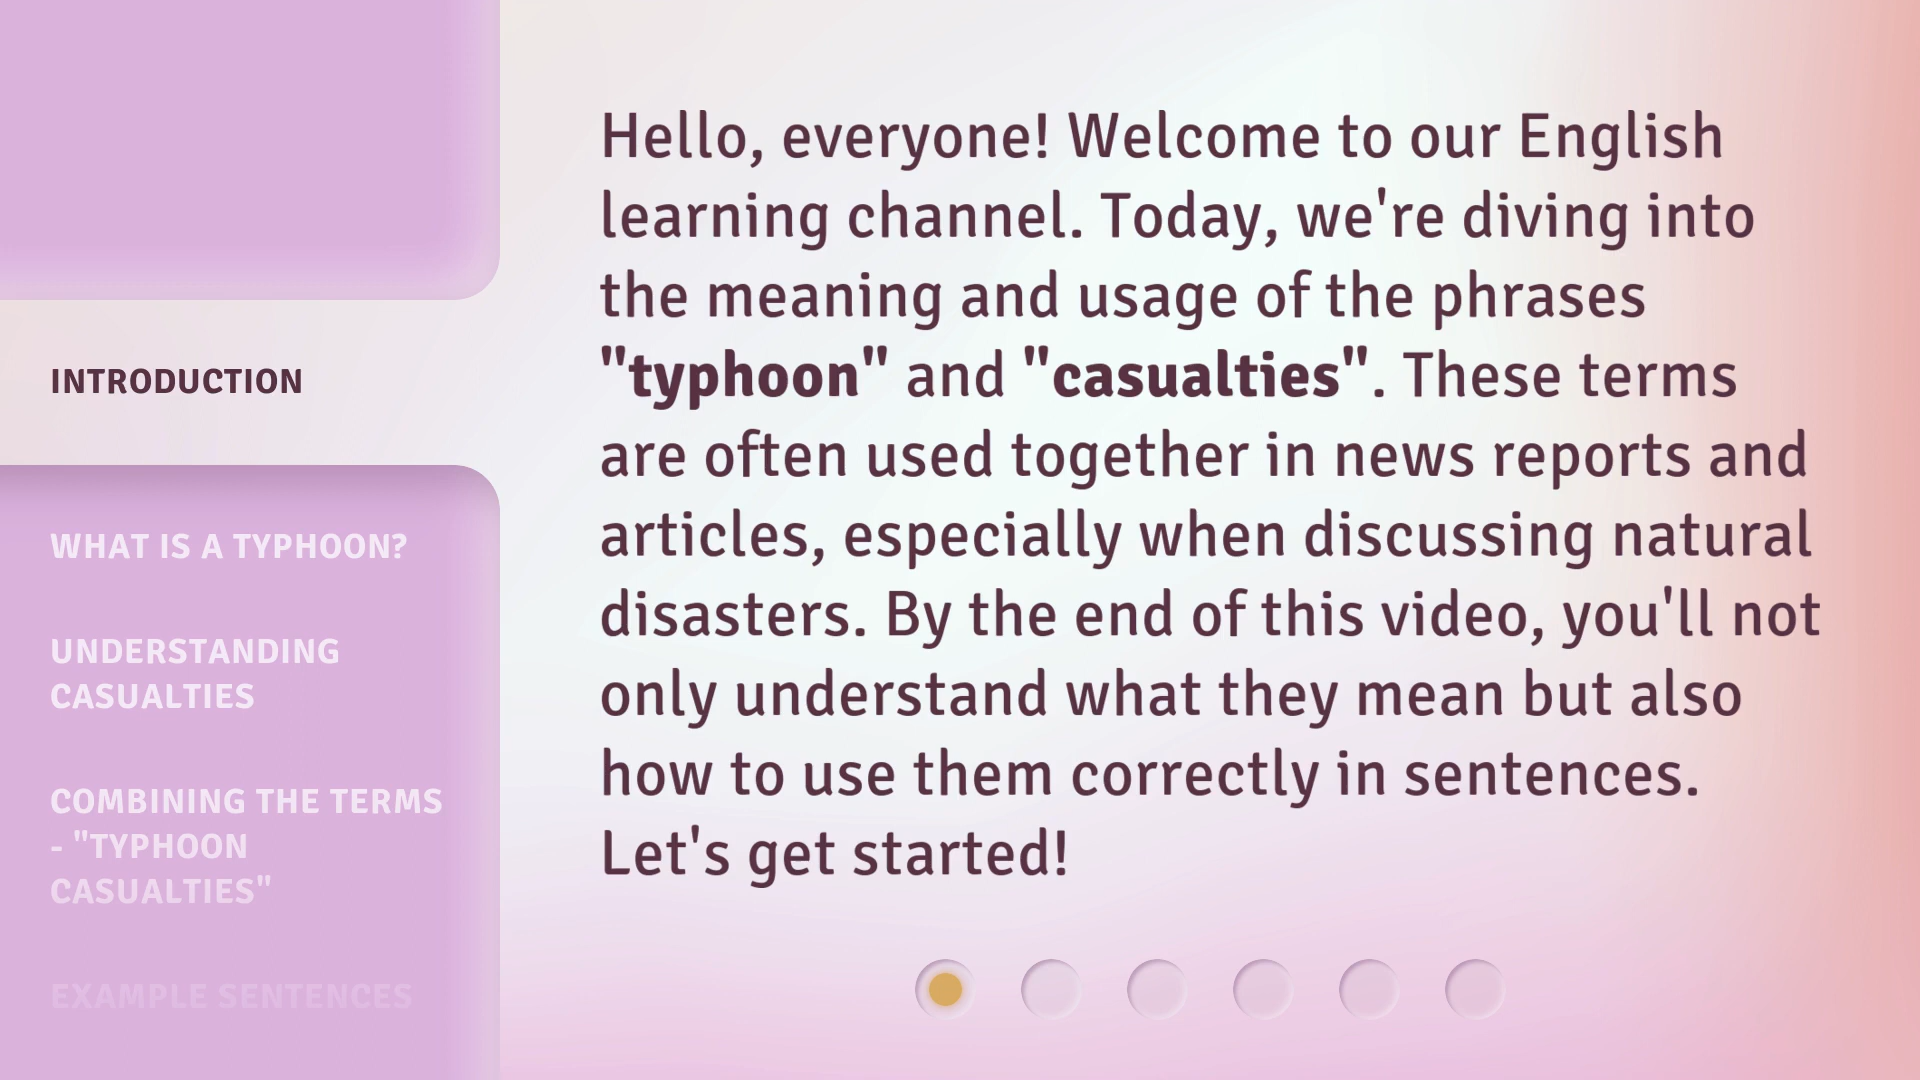 INTRODUCTION
WHAT IS A TYPHOON?
UNDERSTANDING
CASUALTIES
COMBINING THE TERMS
- "TYPHOON
CASUALTIES"
EXAMPLE SENTENCES
Hello, everyone! Welcome to our English
learning channel. Today, we're diving into
the meaning and usage of the phrases
"typhoon" and "casualties". These terms
are often used together in news reports and
articles, especially when discussing natural
disasters. By the end of this video, you'll not
only understand what they mean but also
how to use them correctly in sentences.
Let's get started!